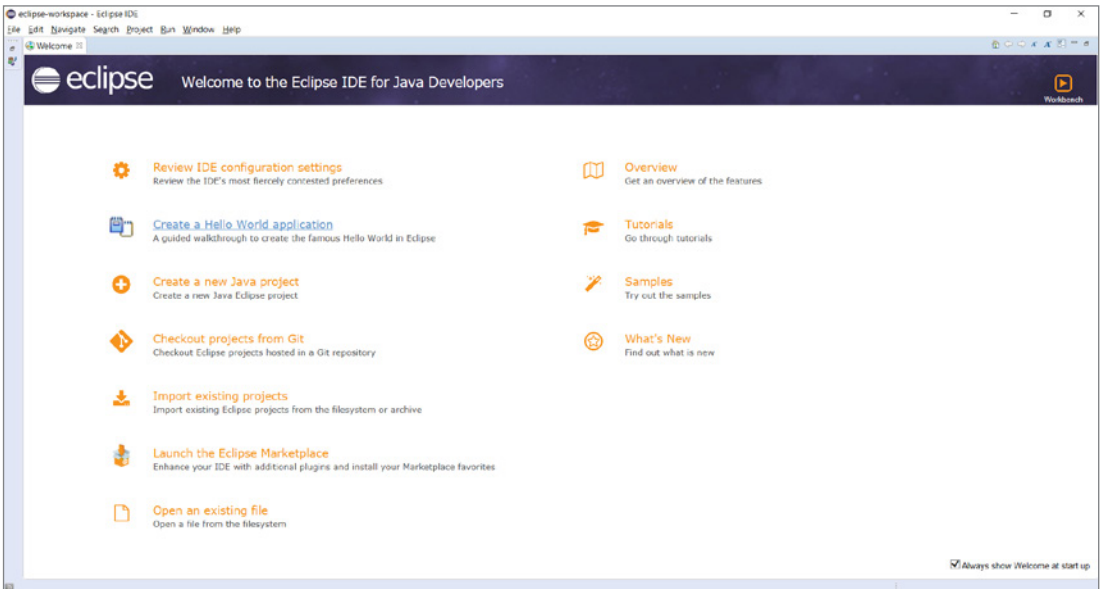 eclipse-workspace - Eclipse IDE
File Edit Navigate Search Project Run Window Help
Welcome
eclipse Welcome to the Eclipse IDE for Java Developers
Workbench
Review IDE configuration settings
Review the IDE's most fiercely contested preferences
Create a Hello World application
A guided walkthrough to create the famous Hello World in Eclipse
Create a new Java project
Create a new Java Eclipse project
Checkout projects from Git
Checkout Eclipse projects hosted in a Git repository
Import existing projects
Import existing Eclipse projects from the filesystem or archive
Launch the Eclipse Marketplace
Enhance your IDE with additional plugins and install your Marketplace favorites
Open an existing file
Open a file from the filesystem
Overview
Get an overview of the features
Tutorials
Go through tutorials
Samples
Try out the samples
What's New
Find out what is new
Always show Welcome at start up